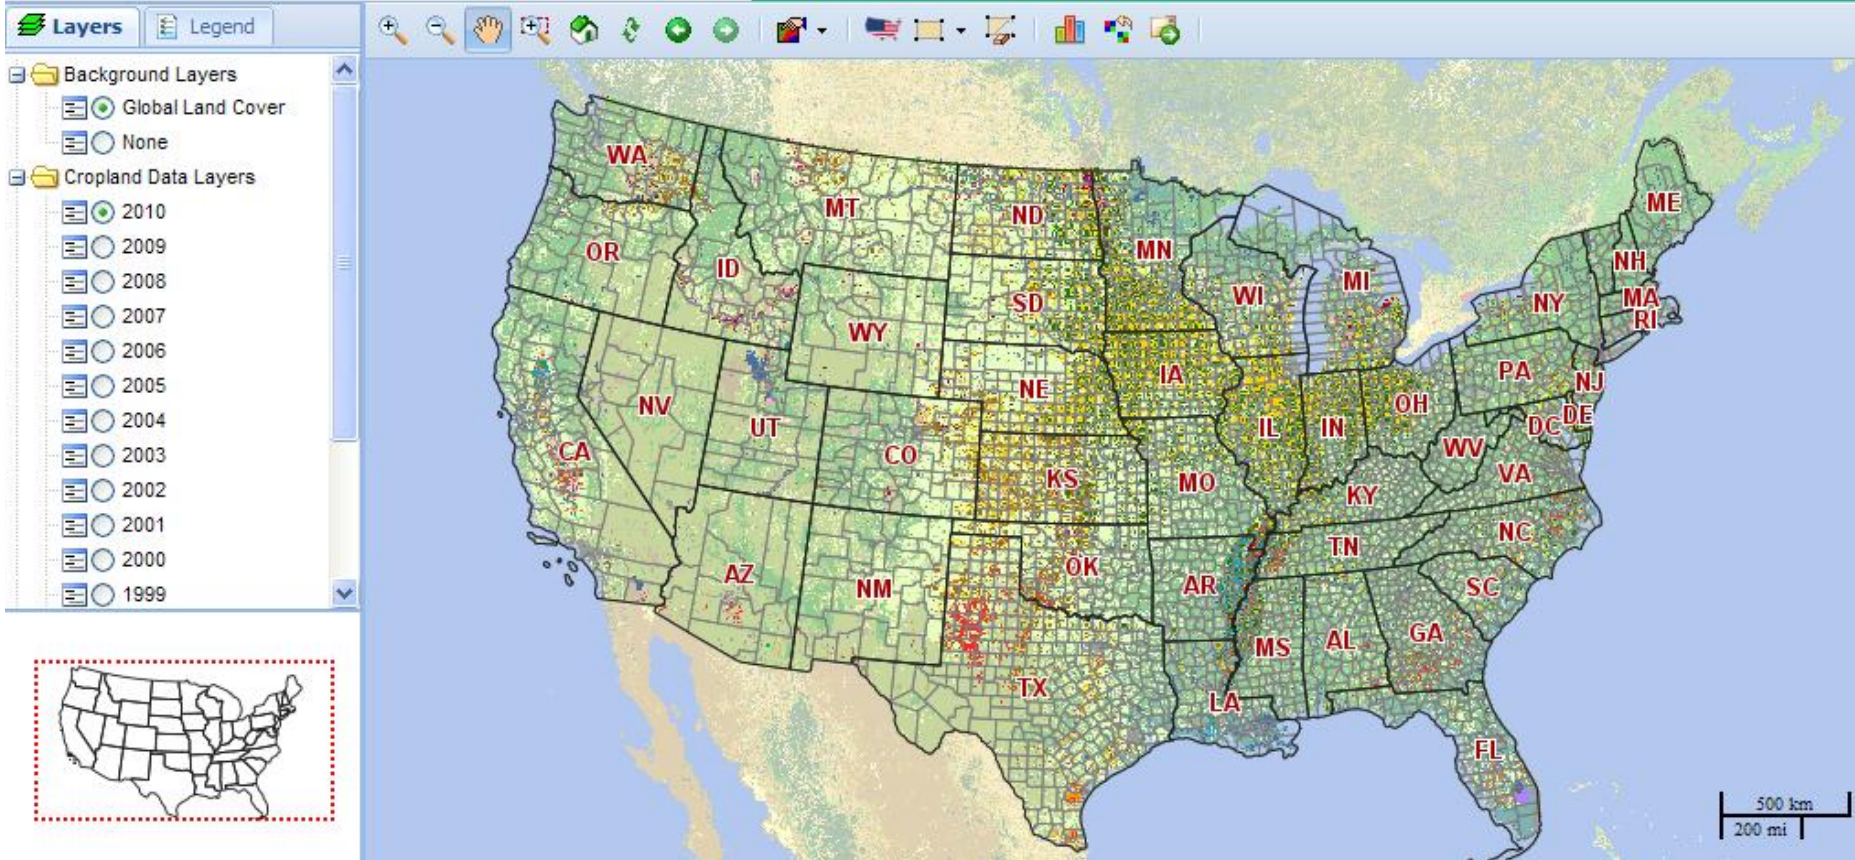 Layers
Legend
Background Layers
Global Land Cover
None
Cropland Data Layers
2010
2009
2008
2007
2006
2005
2004
2003
2002
2001
2000
1999
WA
MT
ND
MN
ME
OR
ID
SD
WI
MI
NH
NY
MA
RI
WY
NE
IA
PA
NJ
NV
UT
IL
IN
OH
DC
DE
CA
CO
KS
MO
KY
WV
VA
AZ
NM
OK
AR
TN
NC
SC
MS
AL
GA
TX
LA
FL
500 km
200 mi